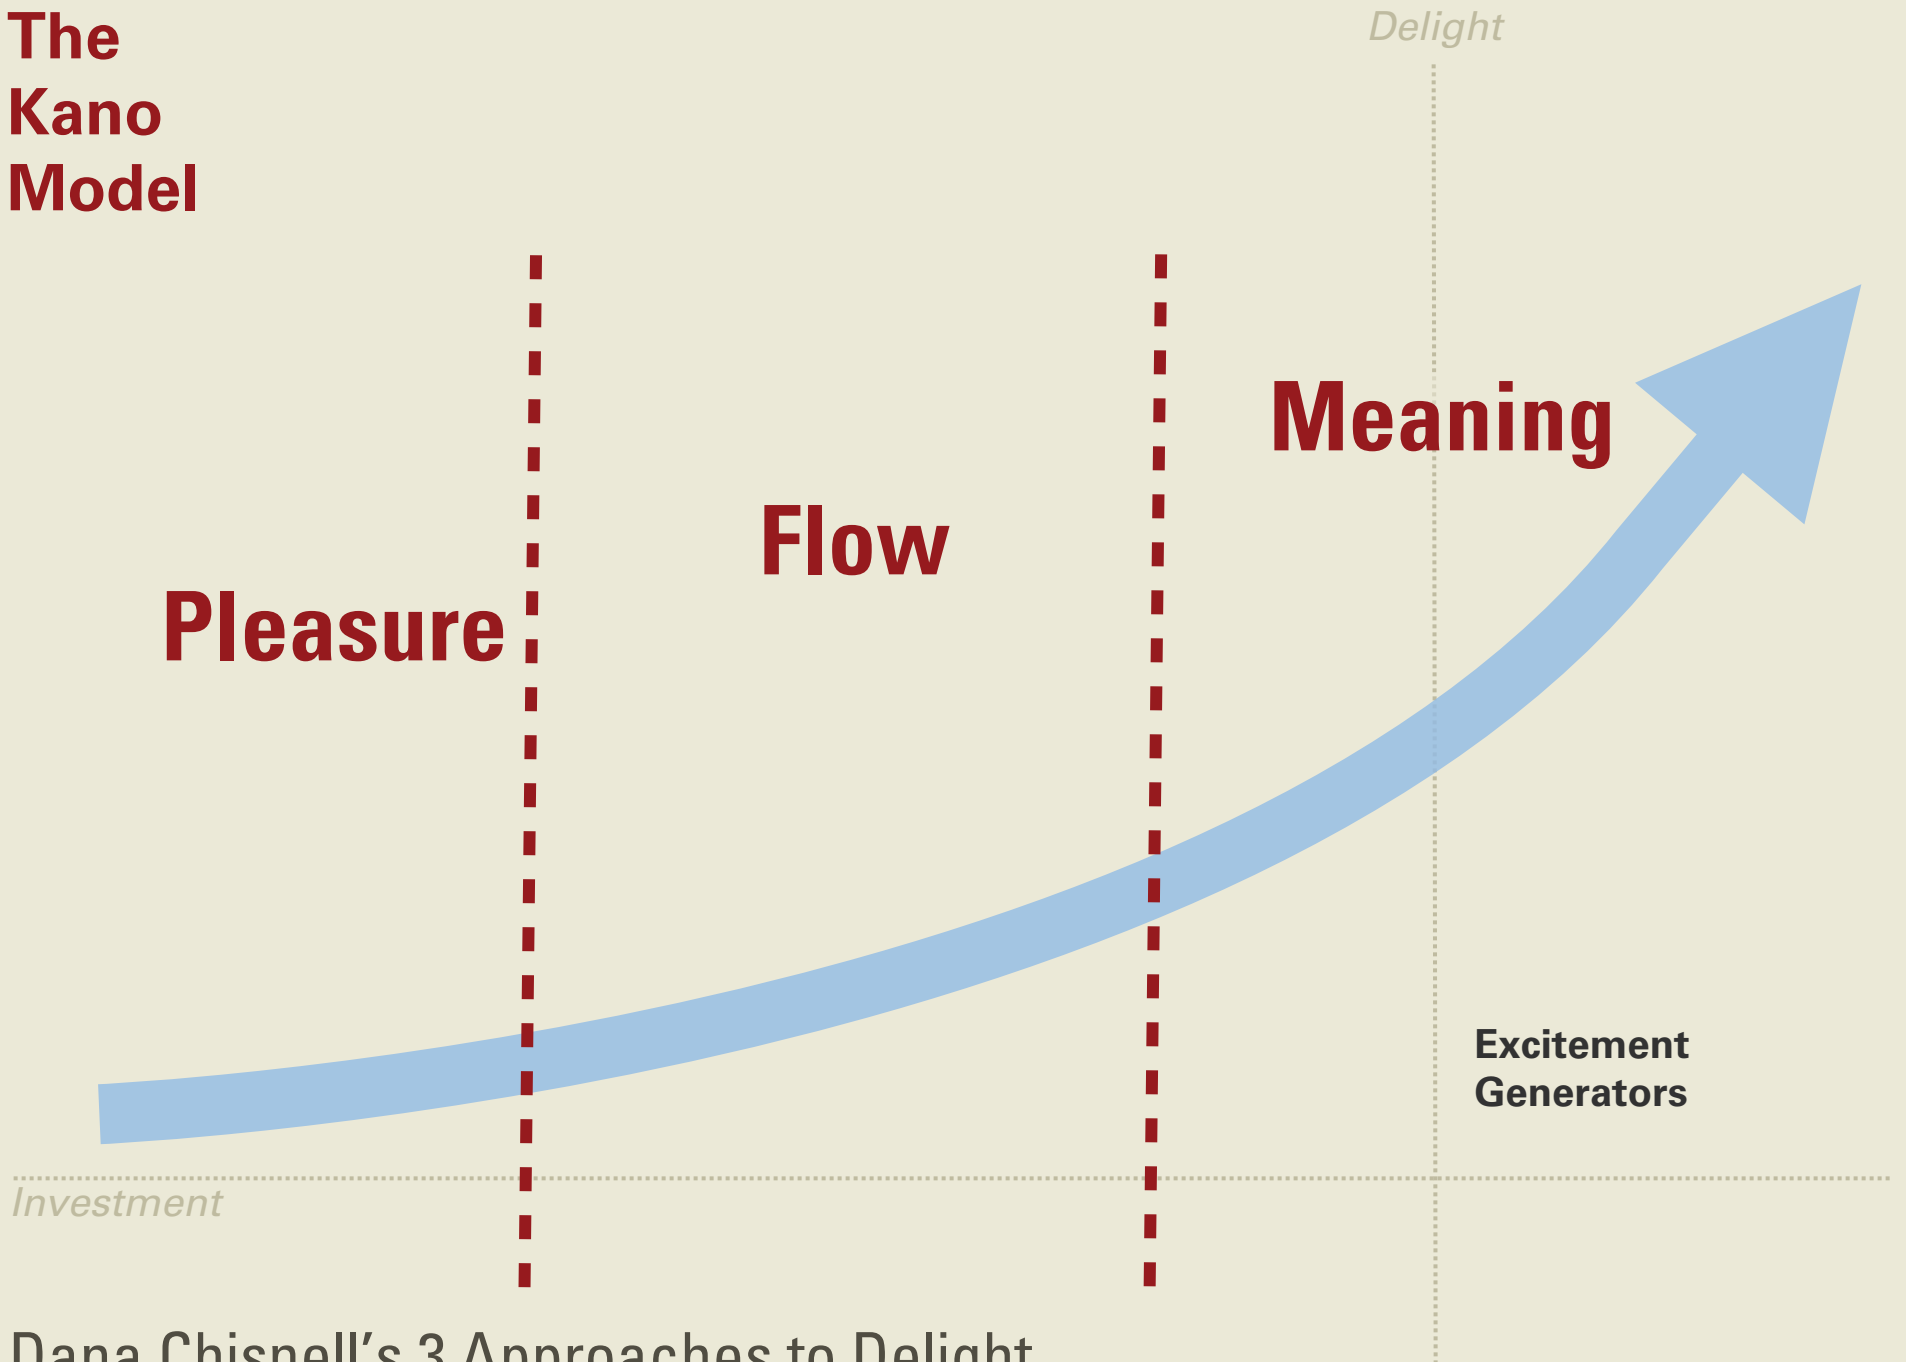 The
Kano
Model
Delight
Meaning
Flow
Pleasure
Excitement
Generators
Investment
Dana Chisnell's 3 Approaches to Delight